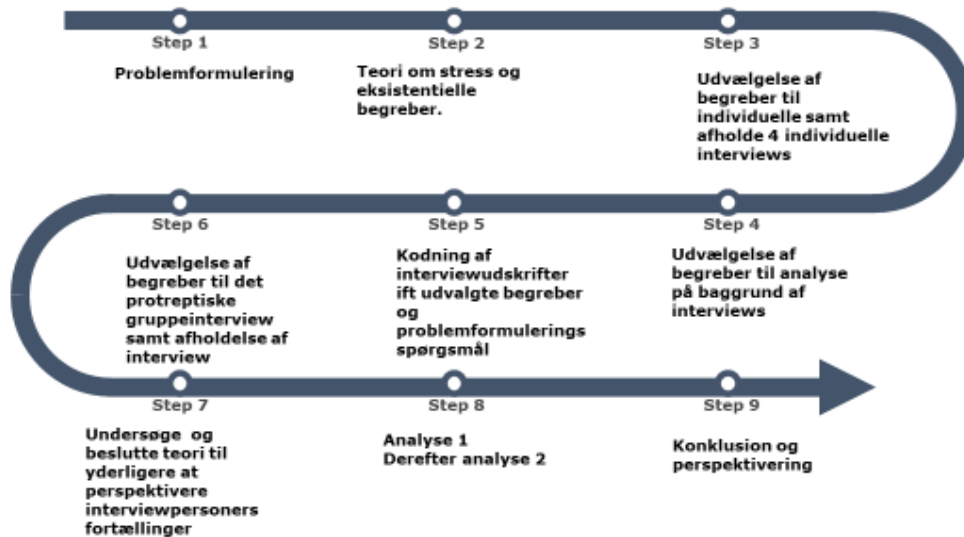 Step 1
Problemformulering
Step 2
Teori om stress og
eksistentielle
begreber.
Step 3
Udvælgelse af
begreber til
individuelle samt
afholde 4 individuelle
interviews
Step 4
Udvælgelse af
begreber til analyse
på baggrund af
interviews
Step 5
Kodning af
interviewudskrifter
ift udvalgte begreber
og
problemformulerings
spørgsmål
Step 6
Udvælgelse af
begreber til det
protreptiske
gruppeinterview
samt afholdelse af
interview
Step 7
Undersøge og
beslutte teori til
yderligere at
perspektivere
interviewpersoners
fortællinger
Step 8
Analyse 1
Derefter analyse 2
Step 9
Konklusion og
perspektivering